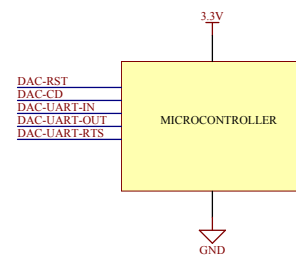 3.3V
DAC-RST
DAC-CD
DAC-UART-IN
DAC-UART-OUT
DAC-UART-RTS
MICROCONTROLLER
GND